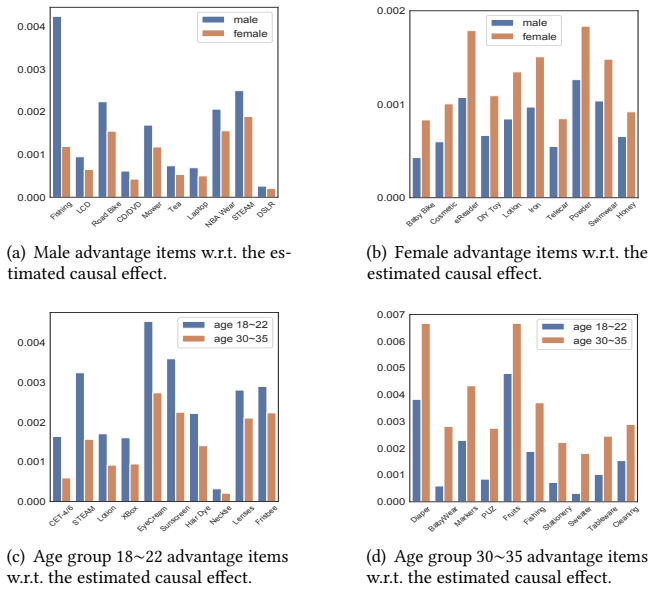 0.004
0.003
0.002
0.001
0.000
male
female
Fishing
LCD
Road Bike
CD/DVD
Mower
Tea
Laptop
NBA Wear
STEAM
DSLR
(a) Male advantage items w.r.t. the es-
timated causal effect.
0.002
0.001
0.000
male
female
Baby Bike
Cosmetic
eReader
DIY Toy
Lotion
Iron
Telecar
Powder
Swimwear
Honey
(b) Female advantage items w.r.t. the
estimated causal effect.
0.004
0.003
0.002
0.001
0.000
age 18~22
age 30~35
CET-4/6
STEAM
Lotion
XBox
EyeCream
Sunscreen
Hair Dye
Necktie
Lenses
Frisbee
(c) Age group 18~22 advantage items
w.r.t. the estimated causal effect.
0.007
0.006
0.005
0.004
0.003
0.002
0.001
0.000
age 18~22
age 30~35
Diaper
BabyWear
Markers
PUZ
Fruits
Fishing
Stationery
Sweater
Tableware
Cleaning
(d) Age group 30~35 advantage items
w.r.t. the estimated causal effect.